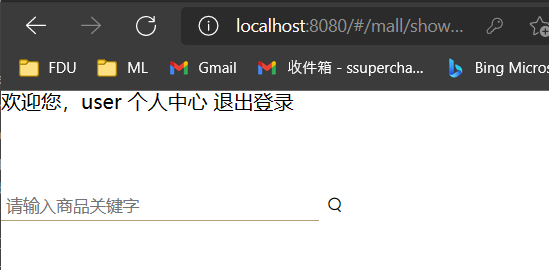 localhost:8080/#/mall/show...
FDU ML Gmail 收件箱 - ssupercha... Bing Micros
欢迎您，user 个人中心 退出登录
请输入商品关键字